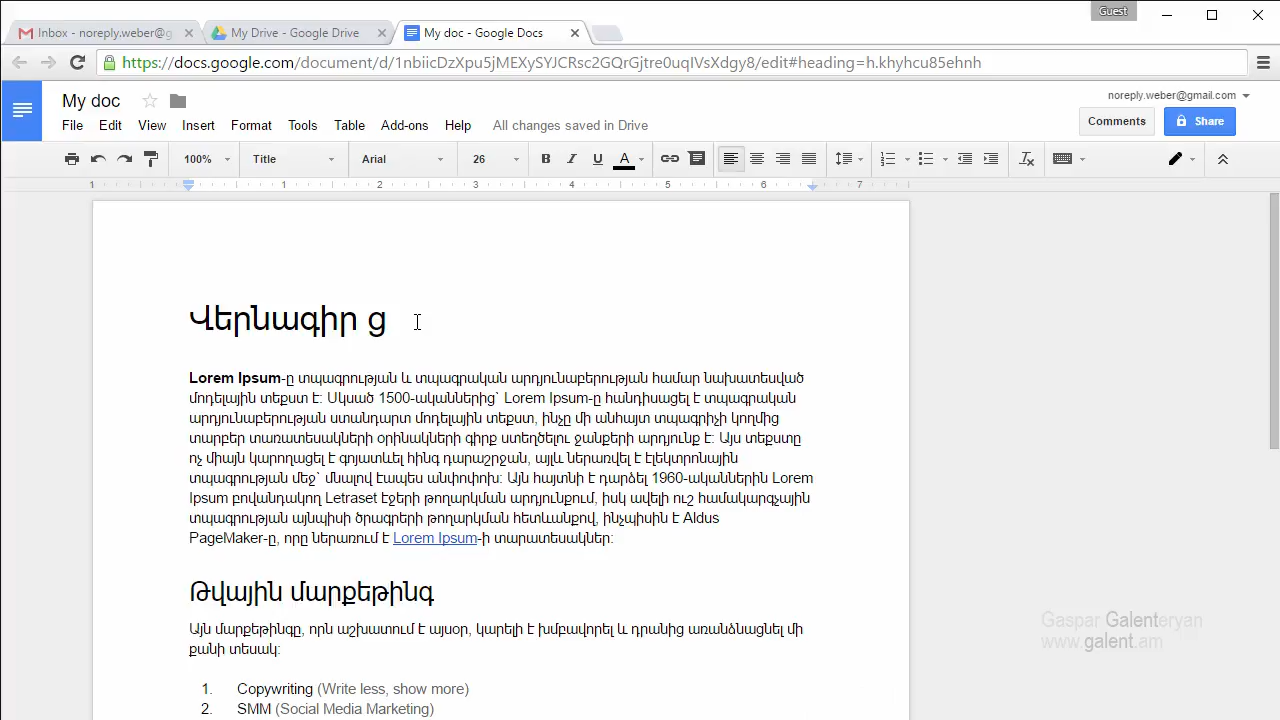 Guest
Inbox - noreply.weber@g
My Drive - Google Drive
My doc - Google Docs
https://docs.google.com/document/d/1nbiicDzXpu5jMEXySYJCRsc2GQrGjtre0uqIVsXdgy8/edit#heading=h.khyhcu85ehnh
My doc
noreply.weber@gmail.com
File Edit View Insert Format Tools Table Add-ons Help All changes saved in Drive
Comments
Share
100% Title Arial 26 B I U A
1 1 2 3 4 5 6 7
Վերնագիր ց
Lorem Ipsum-ը տպագրության և տպագրական արդյունաբերության համար նախատեսված
մոդելային տեքստ է: Սկսած 1500-ականներից` Lorem Ipsum-ը հանդիսացել է տպագրական
արդյունաբերության ստանդարտ մոդելային տեքստ, ինչը մի անհայտ տպագրիչի կողմից
տարբեր տառատեսակների օրինակների գիրք ստեղծելու ջանքերի արդյունք է: Այս տեքստը
ոչ միայն կարողացել է գոյատևել հինգ դարաշրջան, այլև ներառվել է էլեկտրոնային
տպագրության մեջ` մնալով էապես անփոփոխ: Այն հայտնի է դարձել 1960-ականներին Lorem
Ipsum բովանդակող Letraset էջերի թողարկման արդյունքում, իսկ ավելի ուշ համակարգչային
տպագրության այնպիսի ծրագրերի թողարկման հետևանքով, ինչպիսին է Aldus
PageMaker-ը, որը ներառում է Lorem Ipsum-ի տարատեսակներ:
Թվային մարքեթինգ
Այն մարքեթինգը, որն աշխատում է այսօր, կարելի է խմբավորել և դրանից առանձնացնել մի
քանի տեսակ:
1. Copywriting (Write less, show more)
2. SMM (Social Media Marketing)
Gaspar Galenteryan
www.galent.am